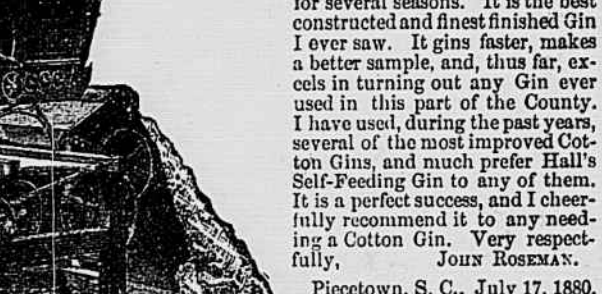 for several seasons. It is the best
constructed and finest finished Gin
I ever saw. It gins faster, makes
a better sample, and, thus far, ex-
cels in turning out any Gin ever
used in this part of the County.
I have used, during the past years,
several of the most improved Cot-
ton Gins, and much prefer Hall's
Self-Feeding Gin to any of them.
It is a perfect success, and I cheer-
fully recommend it to any need-
ing a Cotton Gin. Very respect-
fully, JOHN ROSEMAN.
Piecetown, S. C., July 17, 1880.